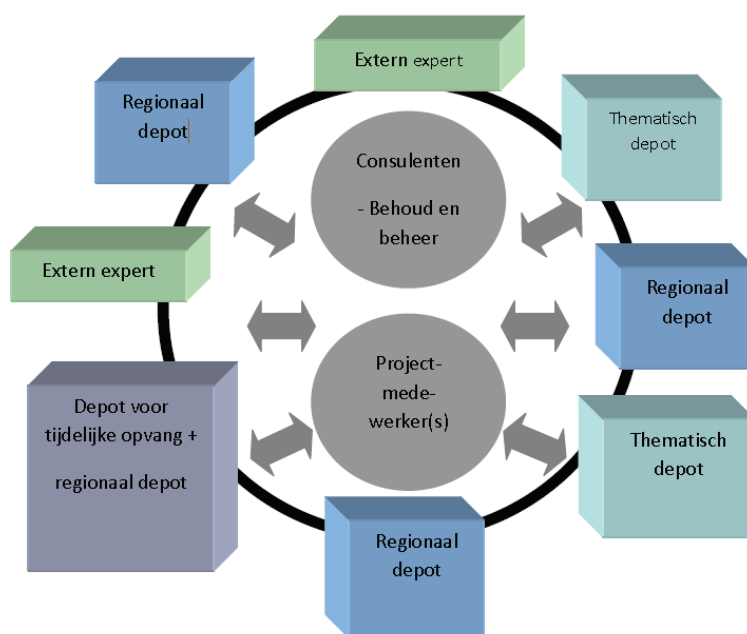 Extern expert
Regionaal
depot
Thematisch
depot
Consulenten
- Behoud en
beheer
Extern expert
Regionaal
depot
Project-
mede-
werker(s)
Depot voor
tijdelijke opvang +
regionaal depot
Thematisch
depot
Regionaal
depot